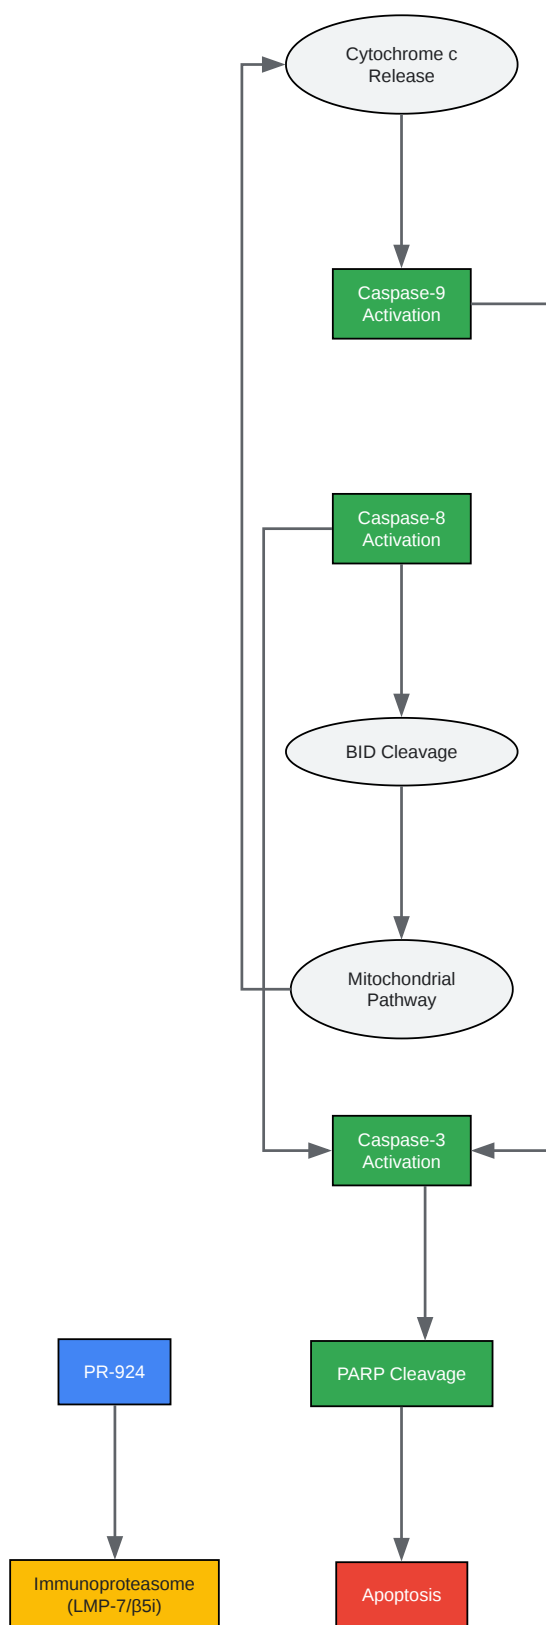 Cytochrome c
Release
Caspase-9
Activation
Caspase-8
Activation
BID Cleavage
Mitochondrial
Pathway
Caspase-3
Activation
PR-924
PARP Cleavage
Immunoproteasome
(LMP-7/β5i)
Apoptosis